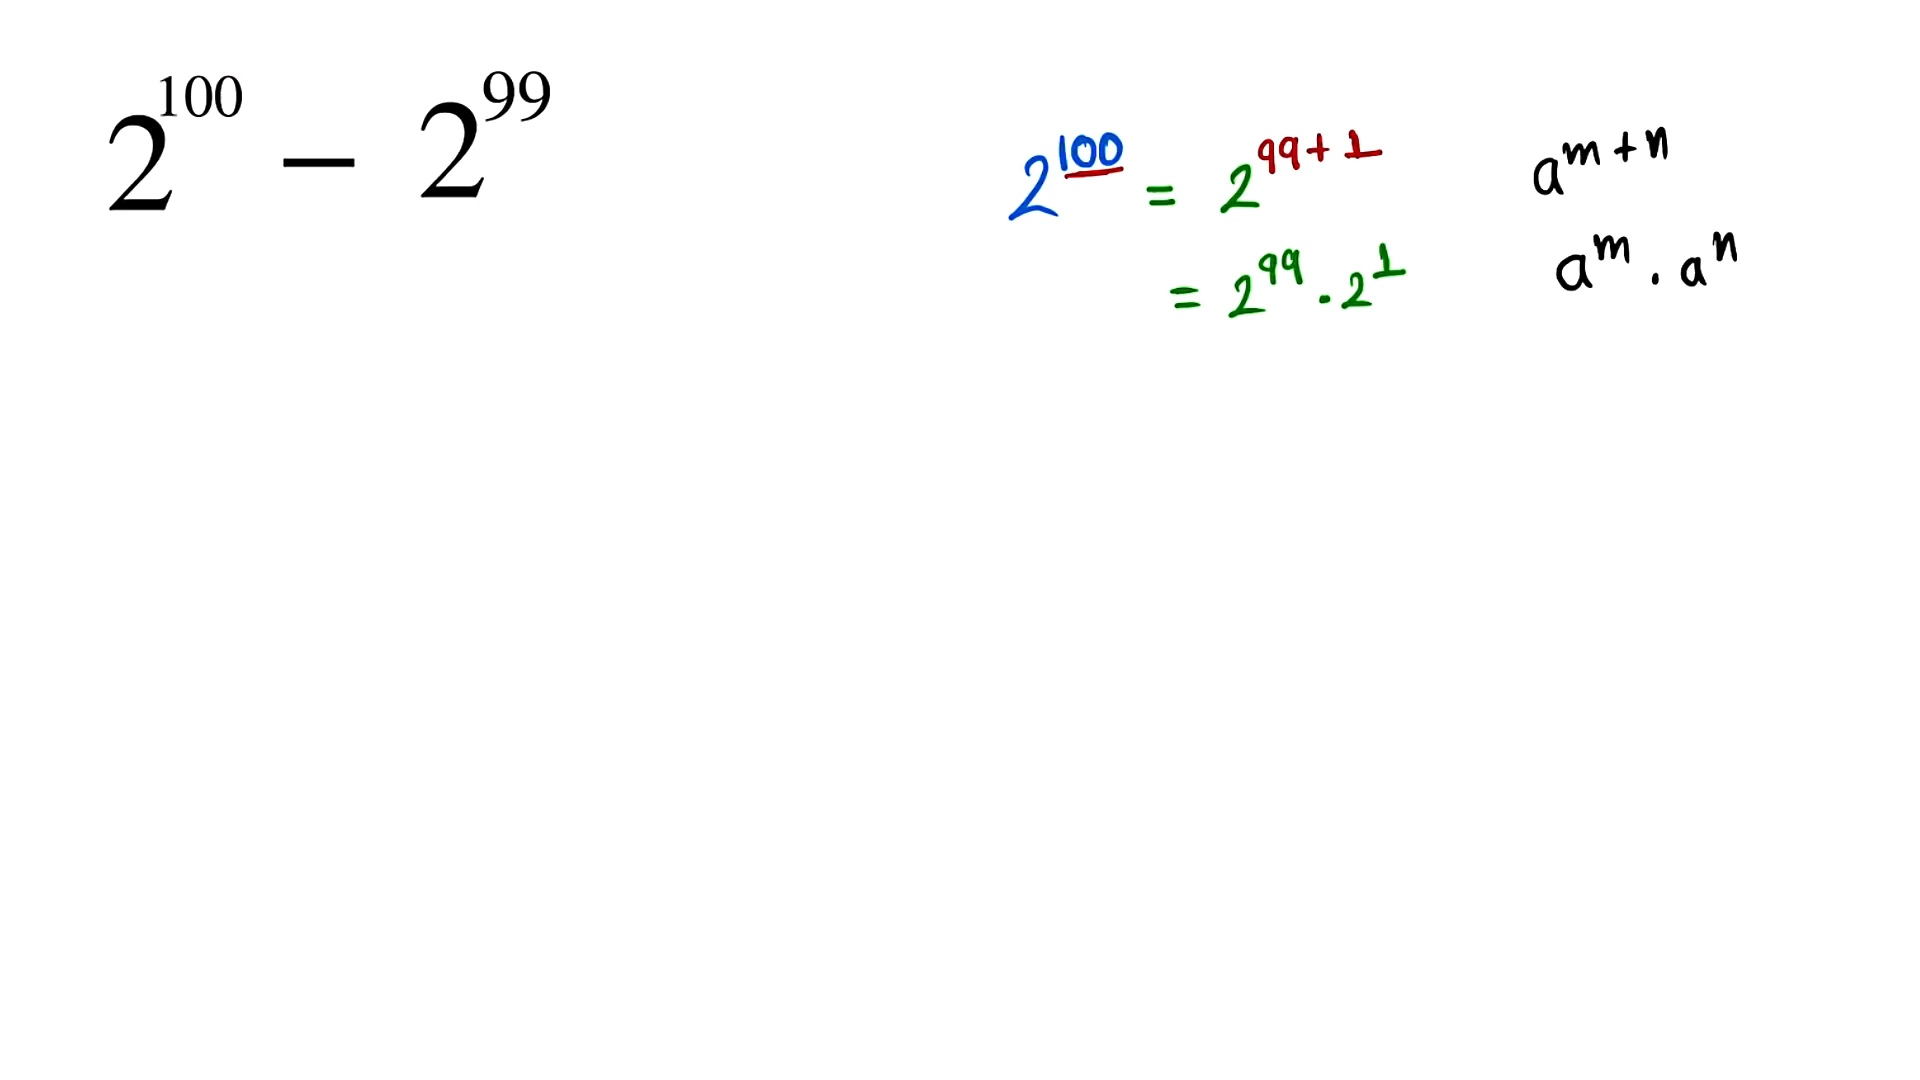 2^100 − 2^99
2^100 = 2^99+1
= 2^99 . 2^1
a^m+n
a^m . a^n